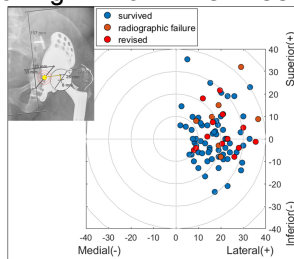 survived
radiographic failure
revised
40
30
20
10
0
-10
-20
-30
-40
Superior(+)
Inferior(-)
-40 -30 -20 -10 0 10 20 30 40
Medial(-) Lateral(+)